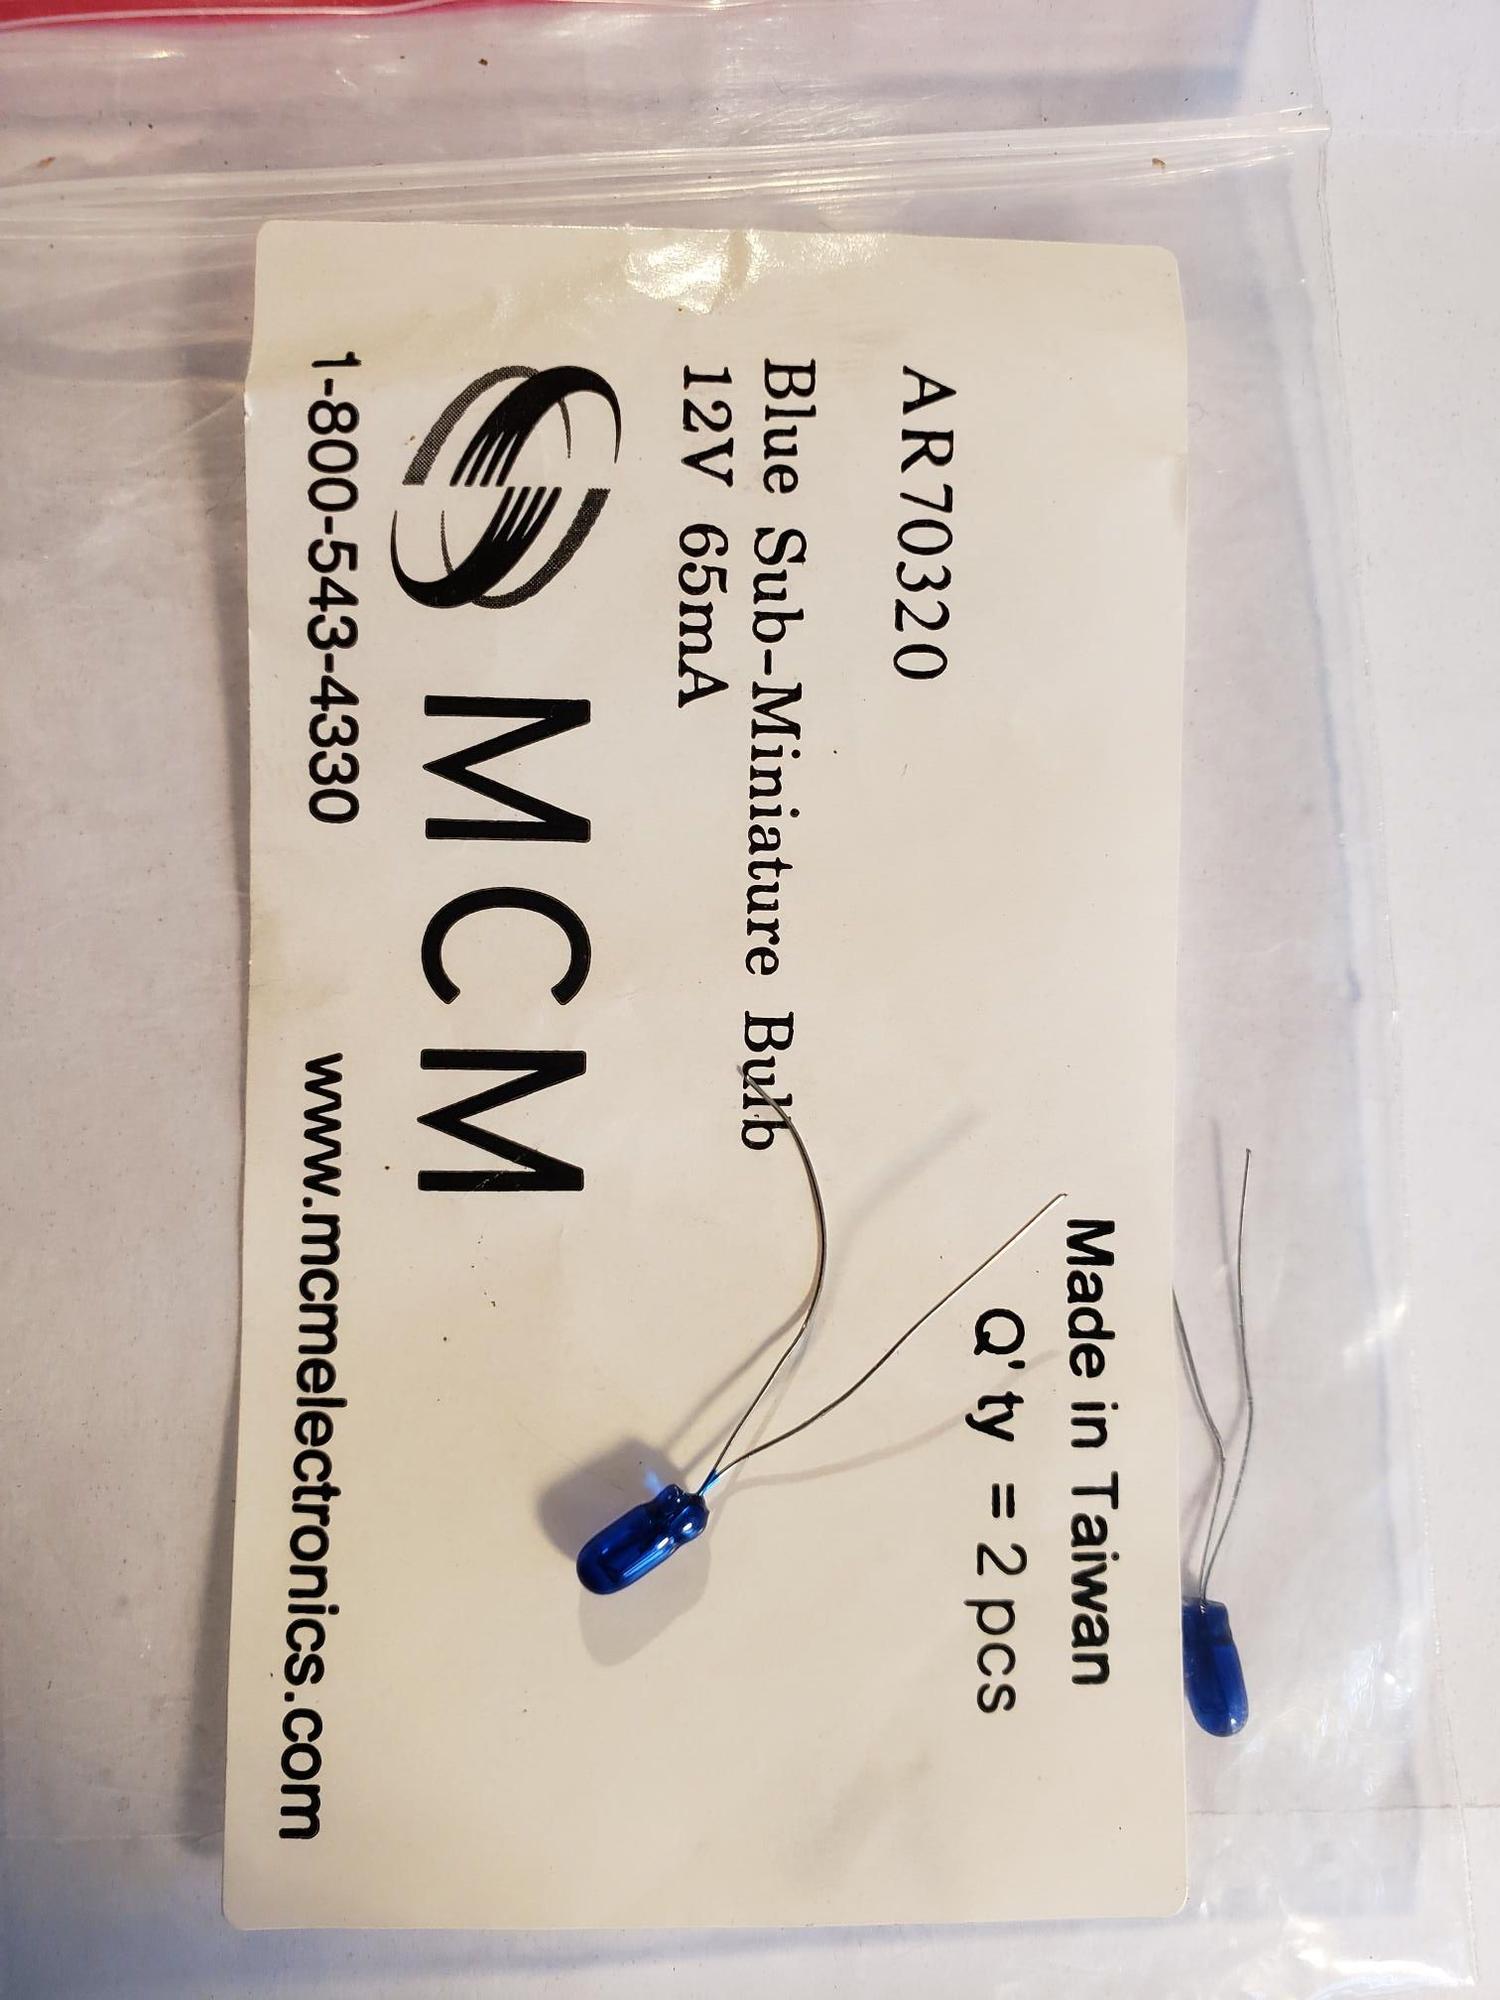 Made in Taiwan
Q'ty = 2 pcs
AR70320
Blue Sub-Miniature Bulb
12V 65mA
MCM
1-800-543-4330 www.mcmelectronics.com